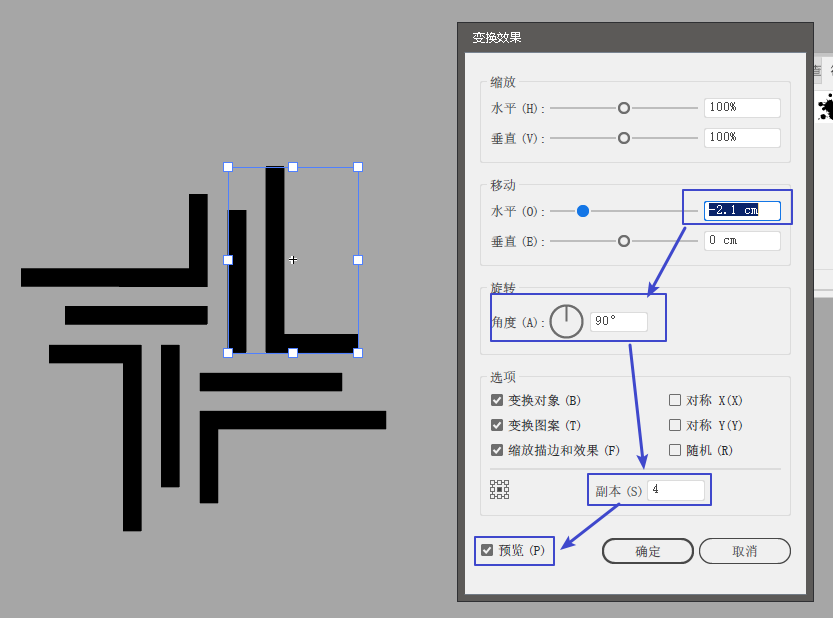 变换效果
缩放
水平 (H) : 100%
垂直 (V) : 100%
移动
水平 (O) : -2.1 cm
垂直 (E) : 0 cm
旋转
角度 (A) : 90°
选项
变换对象 (B) 对称 X(X)
变换图案 (T) 对称 Y(Y)
缩放描边和效果 (F) 随机 (R)
副本 (S) 4
预览 (P) 确定 取消